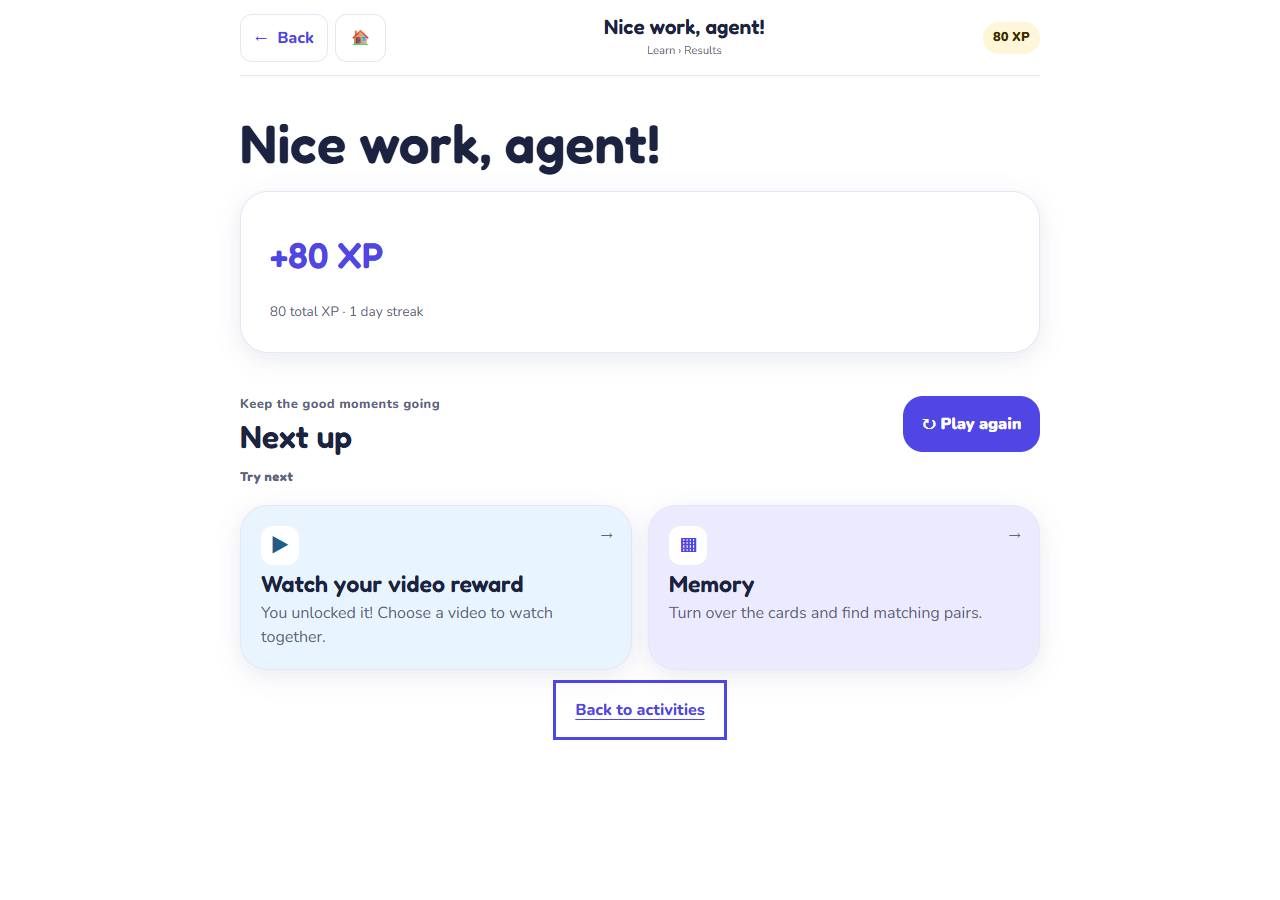 ← Back
Nice work, agent!
Learn › Results
80 XP
Nice work, agent!
+80 XP
80 total XP · 1 day streak
Keep the good moments going
Next up
↻ Play again
Try next
→
Watch your video reward
You unlocked it! Choose a video to watch
together.
→
Memory
Turn over the cards and find matching pairs.
Back to activities